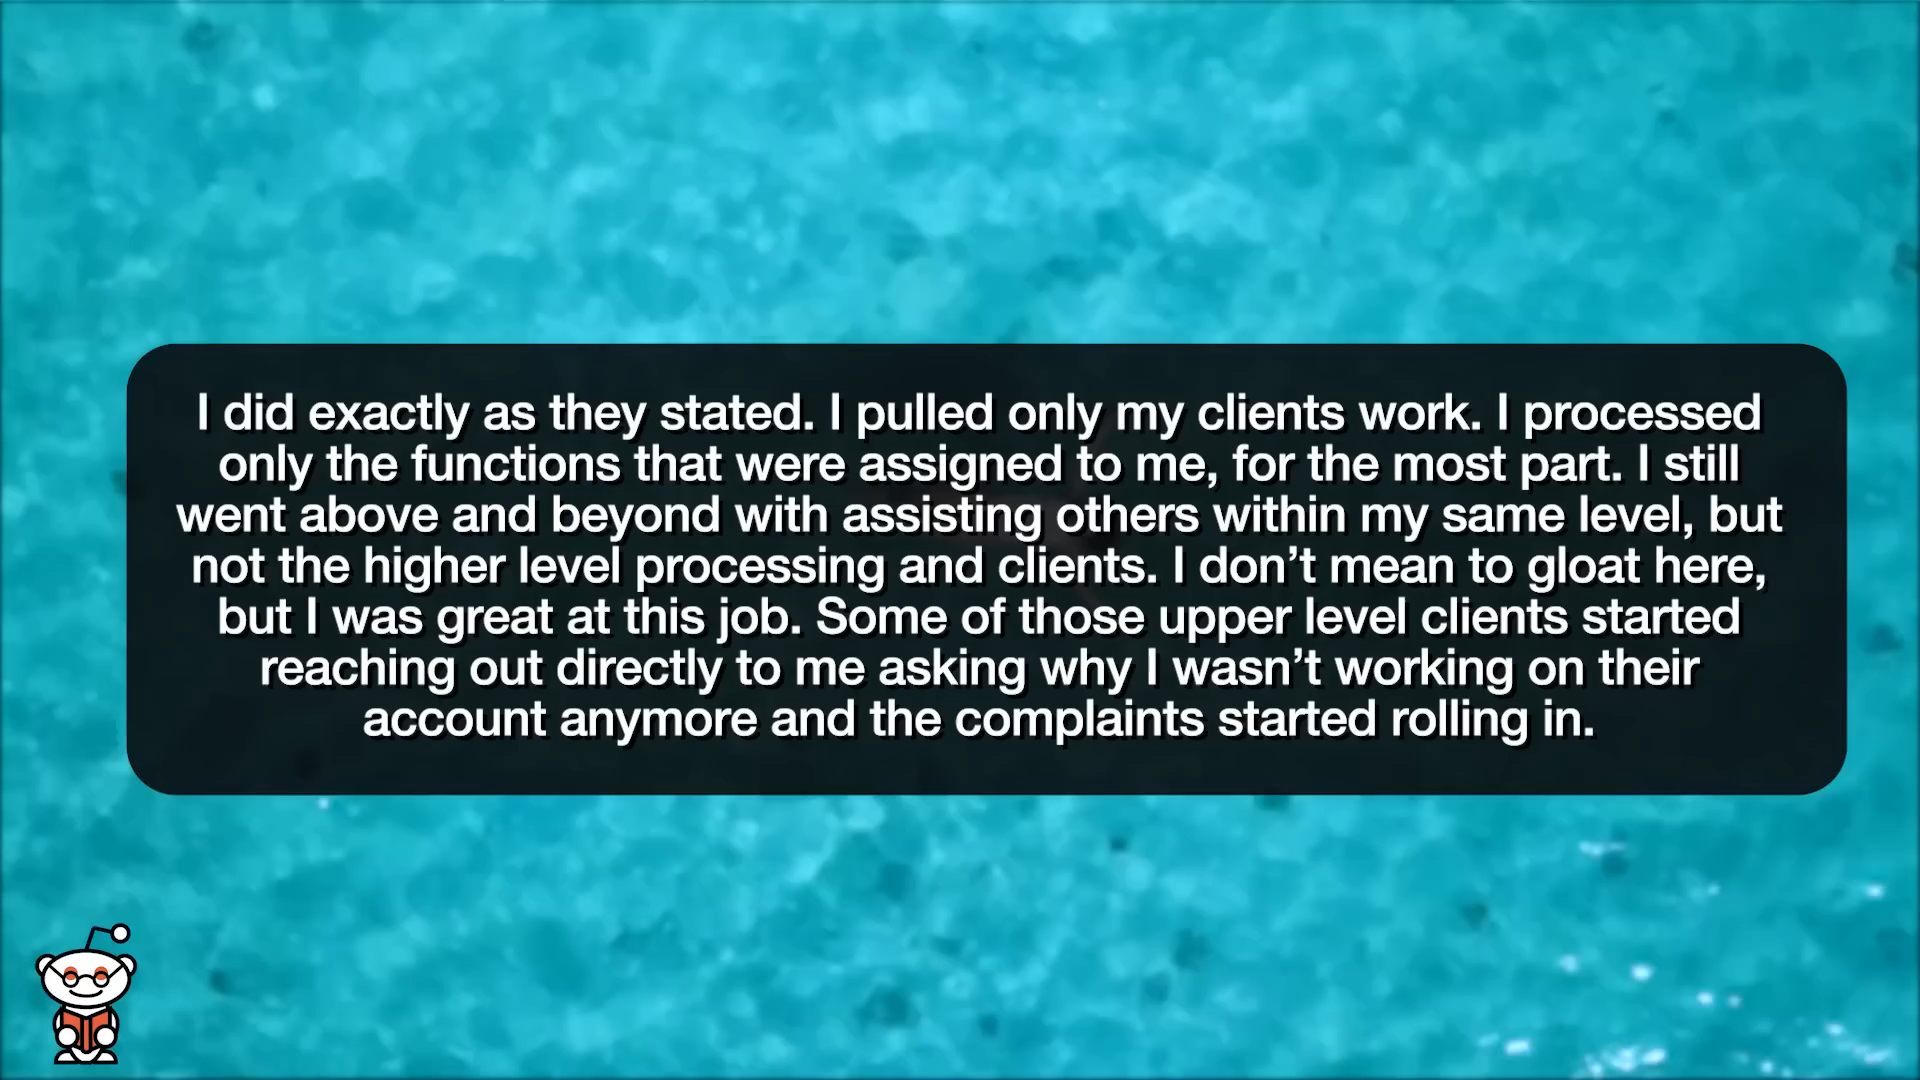 I did exactly as they stated. I pulled only my clients work. I processed
only the functions that were assigned to me, for the most part. I still
went above and beyond with assisting others within my same level, but
not the higher level processing and clients. I don’t mean to gloat here,
but I was great at this job. Some of those upper level clients started
reaching out directly to me asking why I wasn’t working on their
account anymore and the complaints started rolling in.